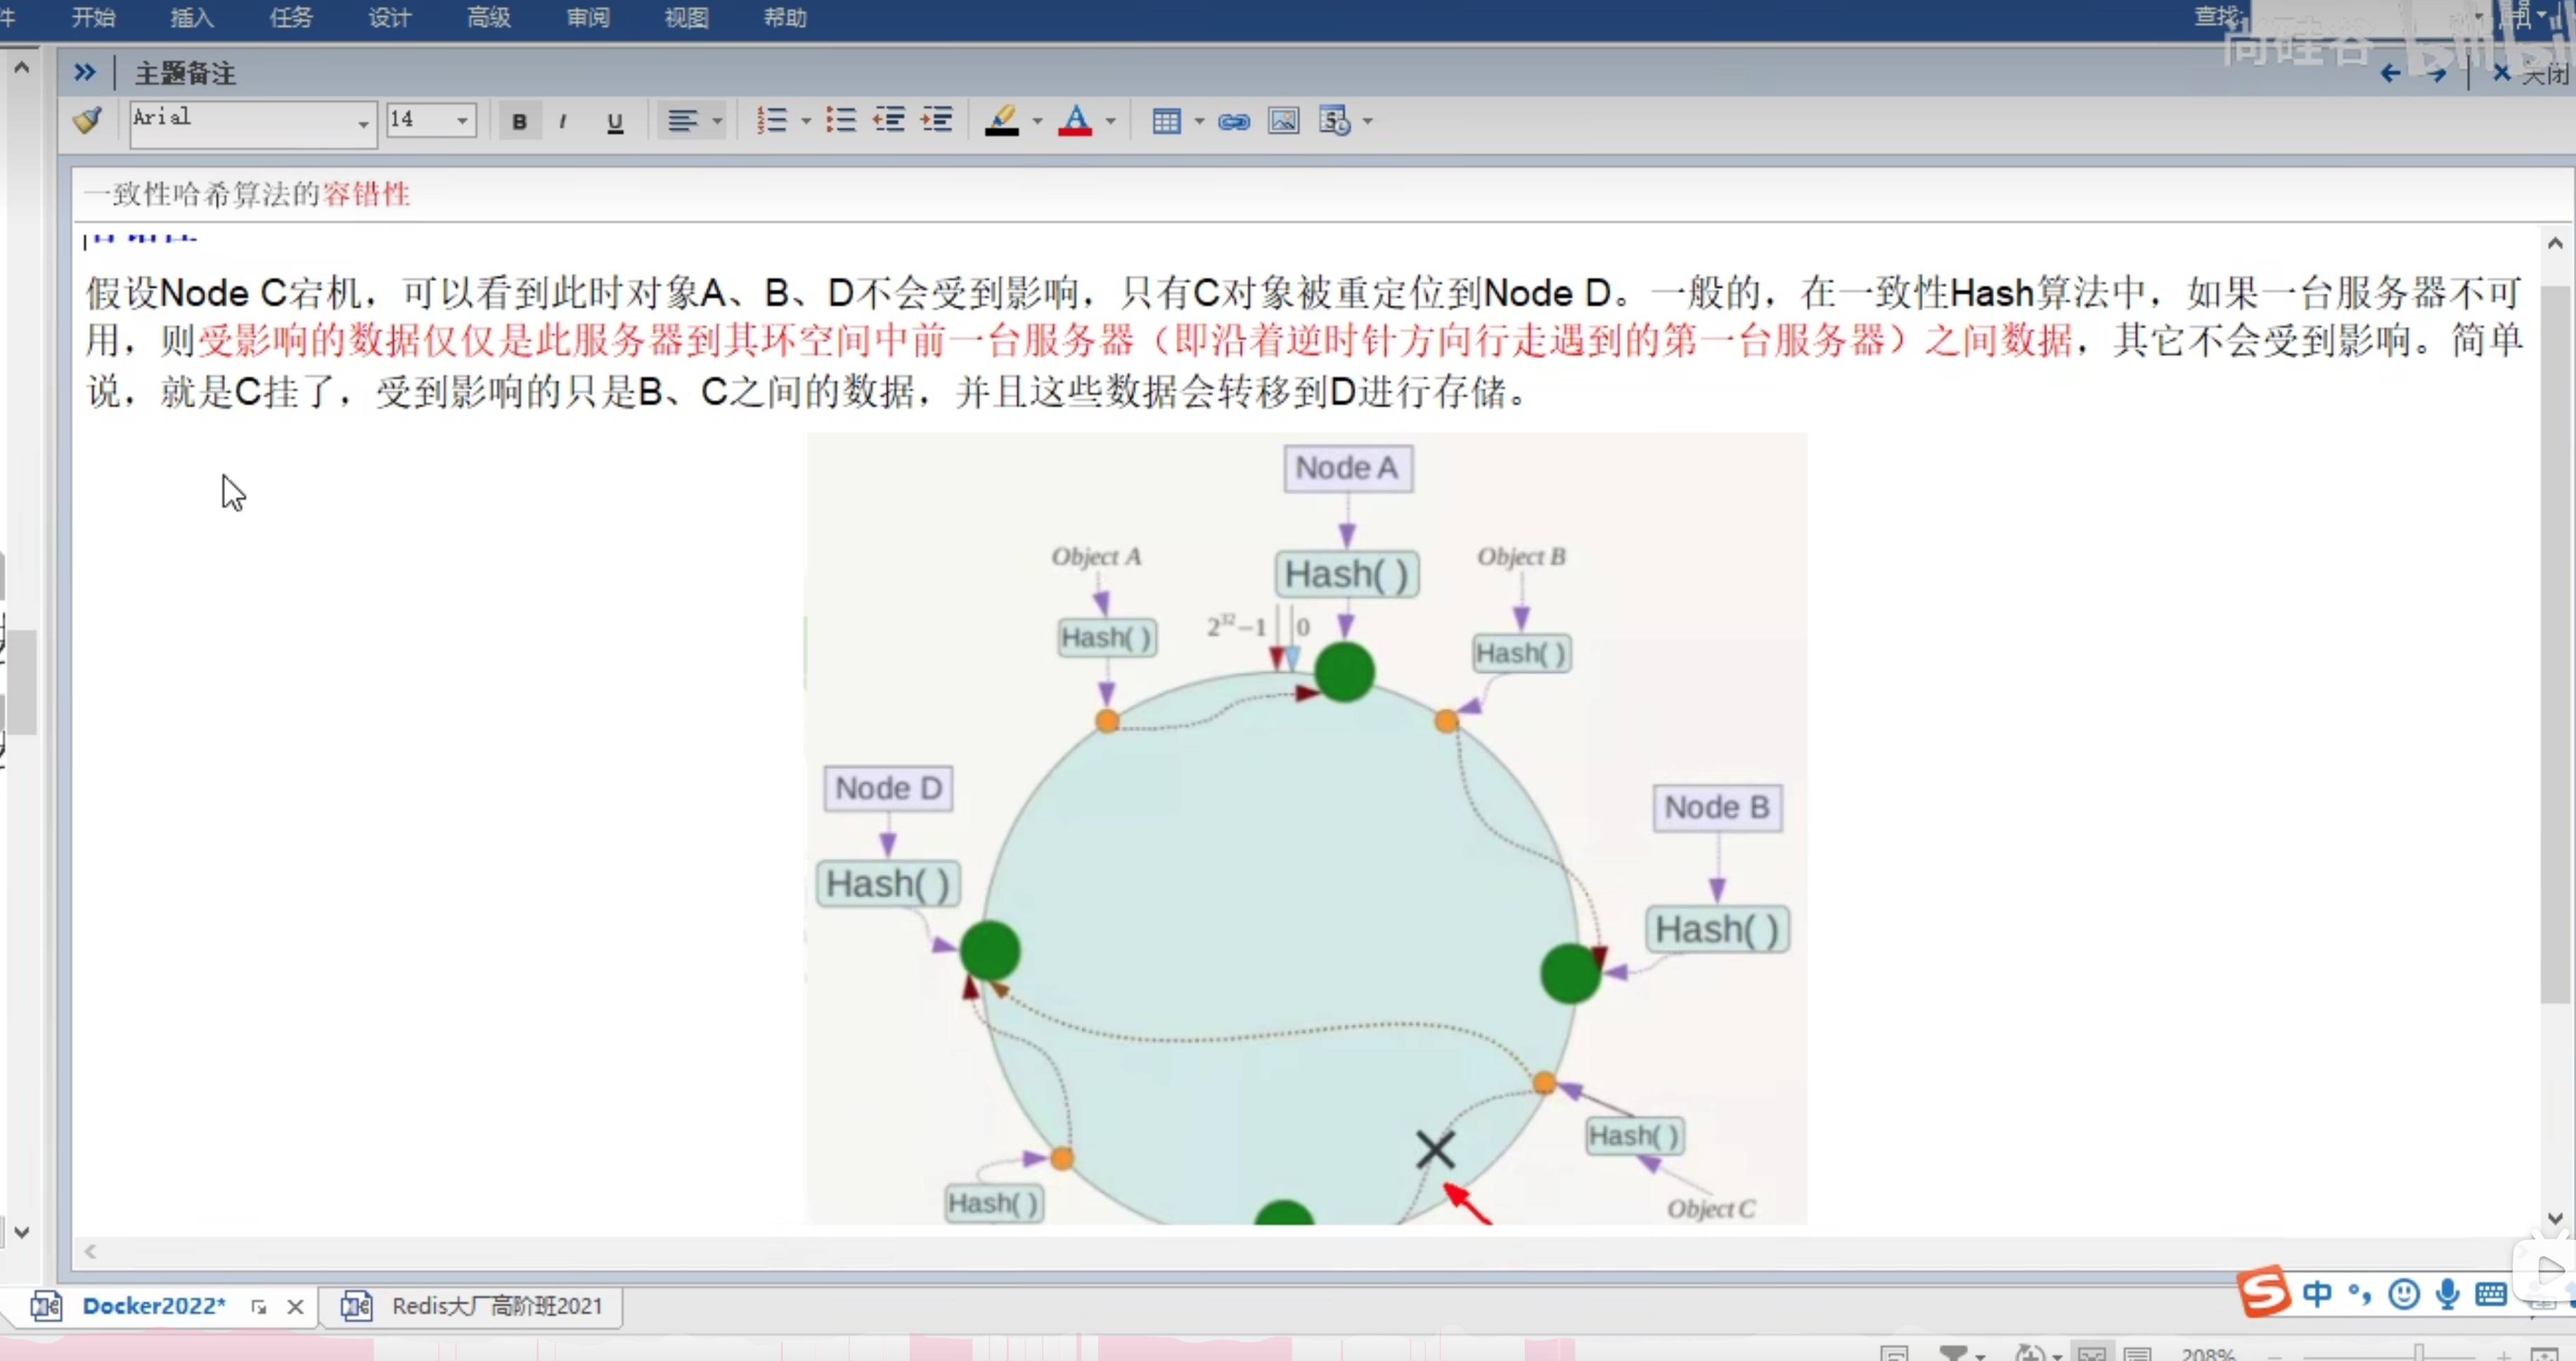 开始 插入 任务 设计 高级 审阅 视图 帮助 查找:
尚硅谷
主题备注 关闭
Arial 14 B I U
一致性哈希算法的容错性
假设Node C宕机，可以看到此时对象A、B、D不会受到影响，只有C对象被重定位到Node D。一般的，在一致性Hash算法中，如果一台服务器不可
用，则受影响的数据仅仅是此服务器到其环空间中前一台服务器（即沿着逆时针方向行走遇到的第一台服务器）之间数据，其它不会受到影响。简单
说，就是C挂了，受到影响的只是B、C之间的数据，并且这些数据会转移到D进行存储。
Node A
Object A
Hash( )
Object B
Hash( )
2³²−1 0
Hash( )
Node D
Node B
Hash( )
Hash( )
Hash( )
Hash( )
Object C
Docker2022* Redis大厂高阶班2021
中
208%